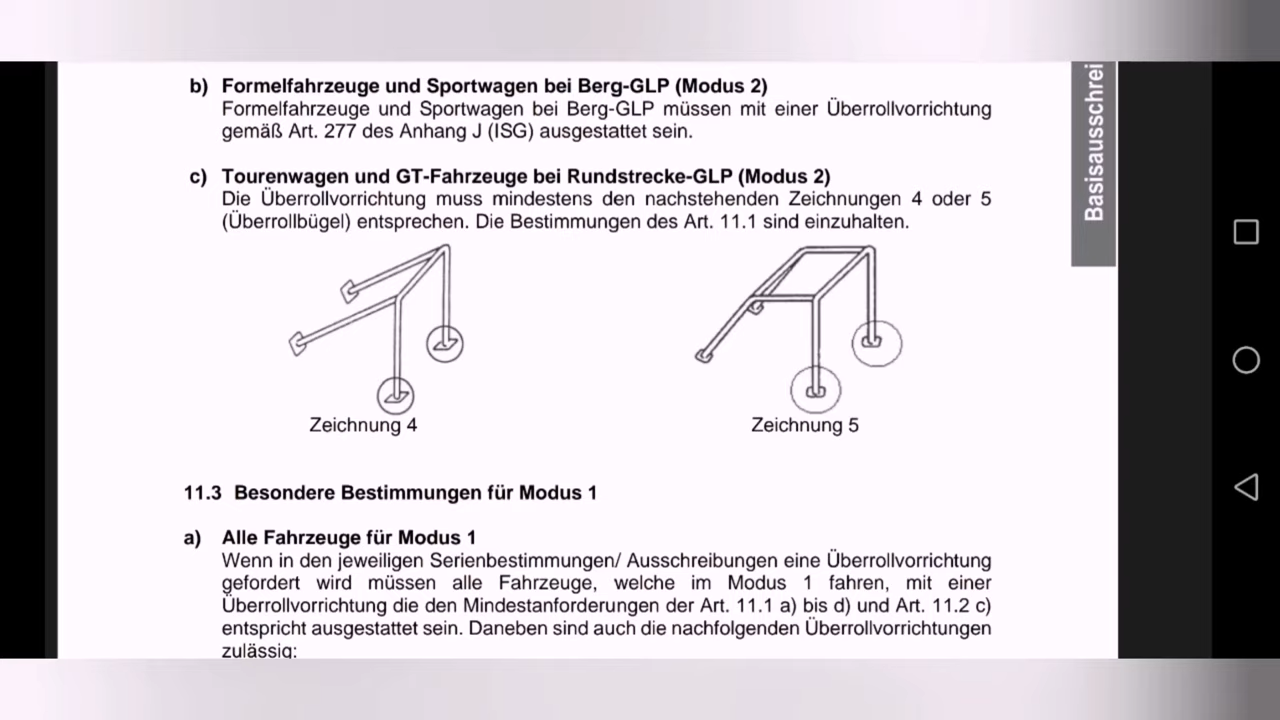 b) Formelfahrzeuge und Sportwagen bei Berg-GLP (Modus 2)
Formelfahrzeuge und Sportwagen bei Berg-GLP müssen mit einer Überrollvorrichtung
gemäß Art. 277 des Anhang J (ISG) ausgestattet sein.
c) Tourenwagen und GT-Fahrzeuge bei Rundstrecke-GLP (Modus 2)
Die Überrollvorrichtung muss mindestens den nachstehenden Zeichnungen 4 oder 5
(Überrollbügel) entsprechen. Die Bestimmungen des Art. 11.1 sind einzuhalten.
Zeichnung 4
Zeichnung 5
11.3 Besondere Bestimmungen für Modus 1
a) Alle Fahrzeuge für Modus 1
Wenn in den jeweiligen Serienbestimmungen/ Ausschreibungen eine Überrollvorrichtung
gefordert wird müssen alle Fahrzeuge, welche im Modus 1 fahren, mit einer
Überrollvorrichtung die den Mindestanforderungen der Art. 11.1 a) bis d) und Art. 11.2 c)
entspricht ausgestattet sein. Daneben sind auch die nachfolgenden Überrollvorrichtungen
zulässig:
Basisausschrei